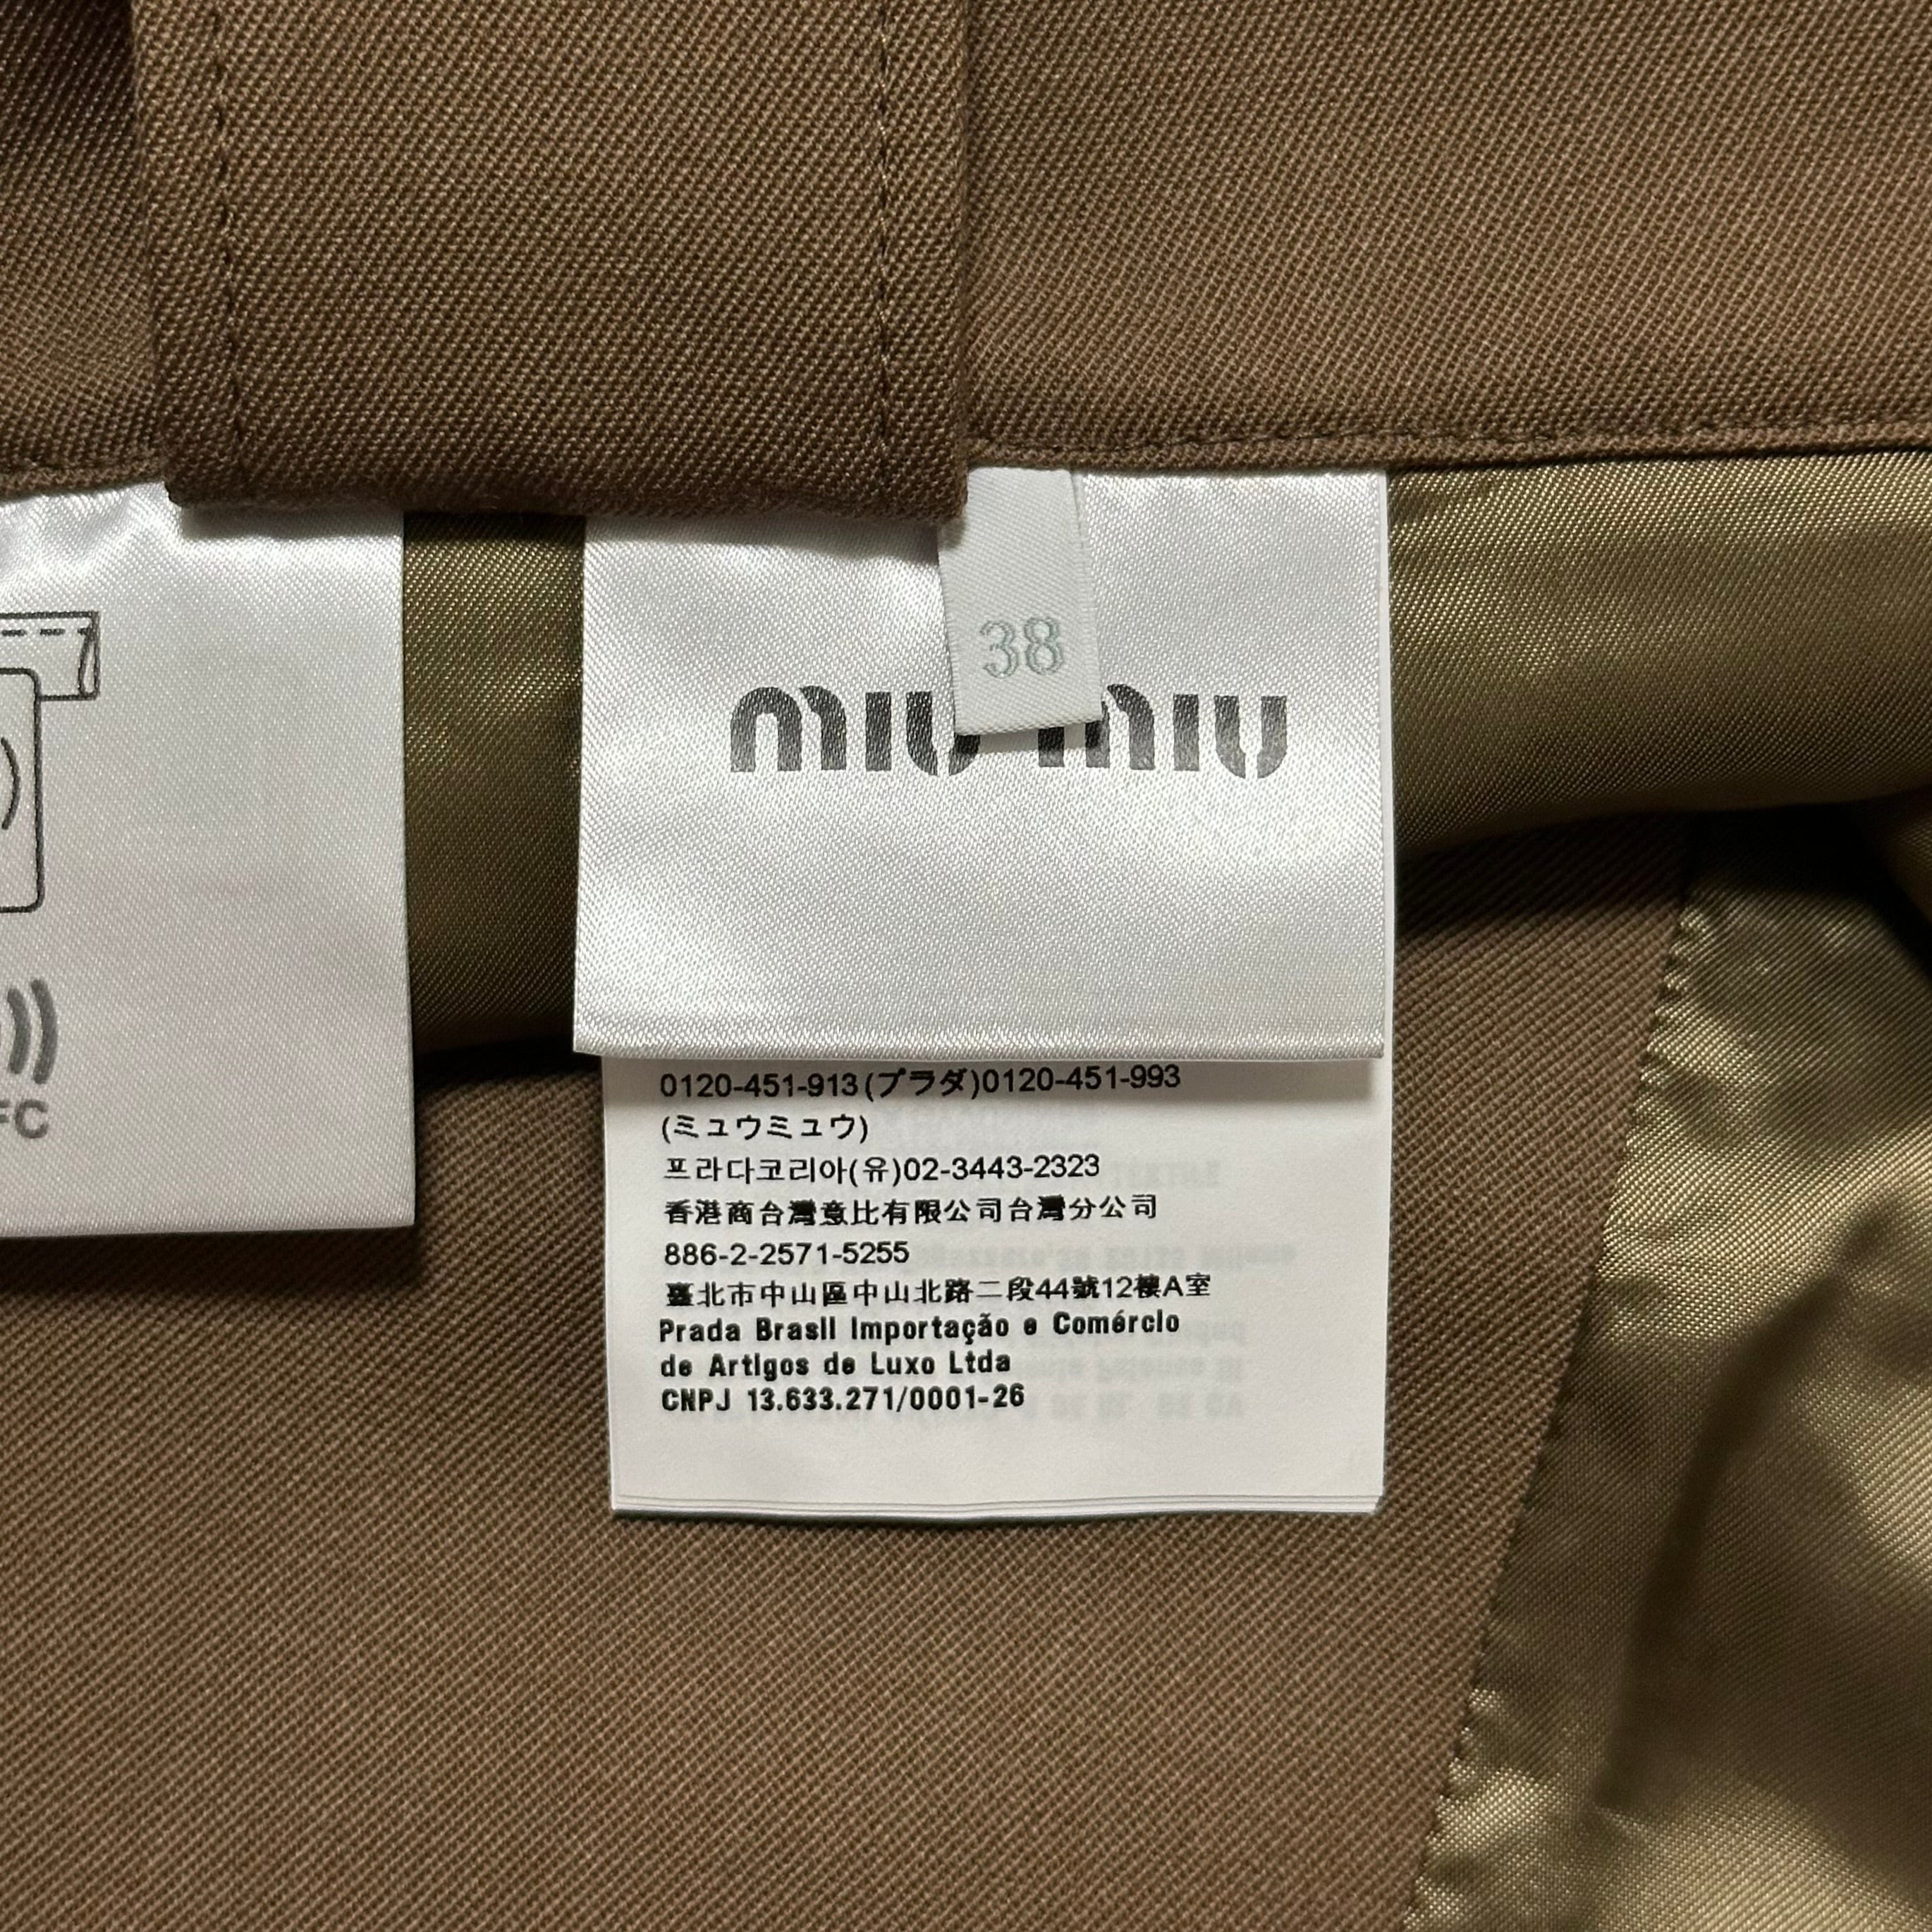 38
miu miu
FC
0120-451-913(プラダ)0120-451-993
(ミュウミュウ)
프라다코리아(유)02-3443-2323
香港商台灣意比有限公司台灣分公司
886-2-2571-5255
臺北市中山區中山北路二段44號12樓A室
Prada Brasil Importação e Comércio
de Artigos de Luxo Ltda
CNPJ 13.633.271/0001-26